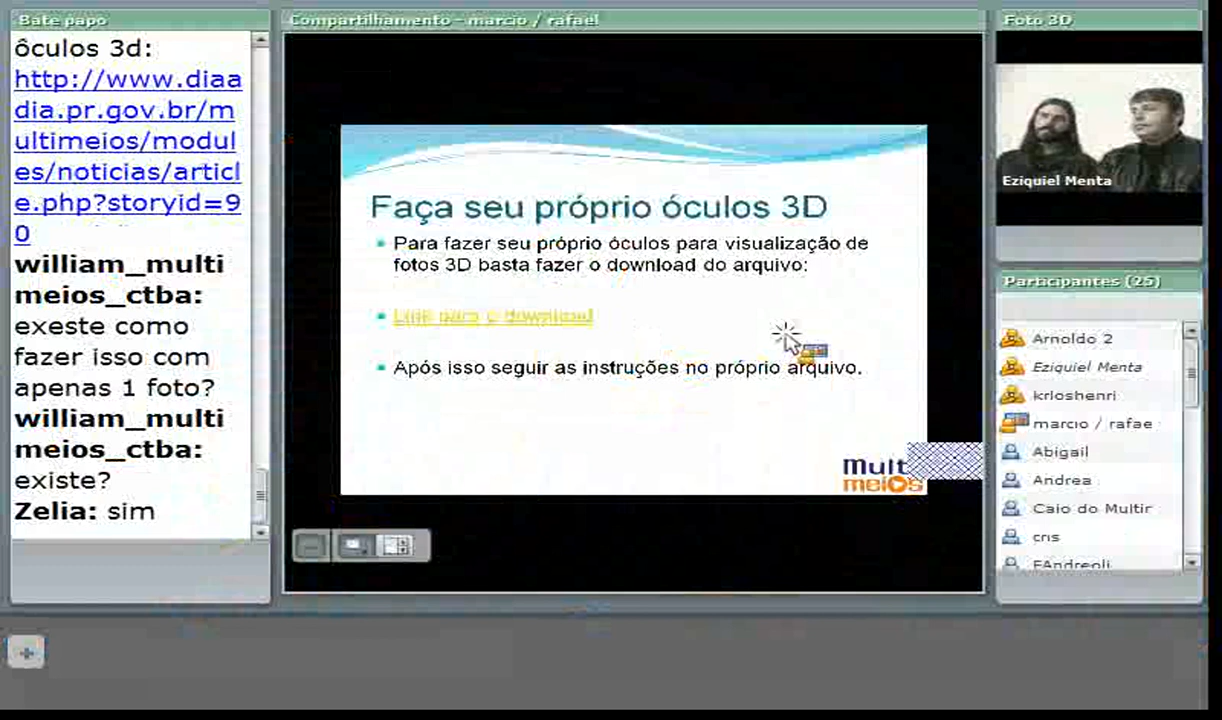 Bate papo
óculos 3d:
http://www.diaa
dia.pr.gov.br/m
ultimeios/modul
es/noticias/articl
e.php?storyid=9
0
william_multi
meios_ctba:
exeste como
fazer isso com
apenas 1 foto?
william_multi
meios_ctba:
existe?
Zelia: sim
Compartilhamento - marcio / rafael
Faça seu próprio óculos 3D
Para fazer seu próprio óculos para visualização de
fotos 3D basta fazer o download do arquivo:
Link para o download
Após isso seguir as instruções no próprio arquivo.
Mult
meios
Foto 3D
Eziquiel Menta
Participantes (25)
Arnoldo 2
Eziquiel Menta
krloshenri
marcio / rafae
Abigail
Andrea
Caio do Multir
cris
FAndreoli